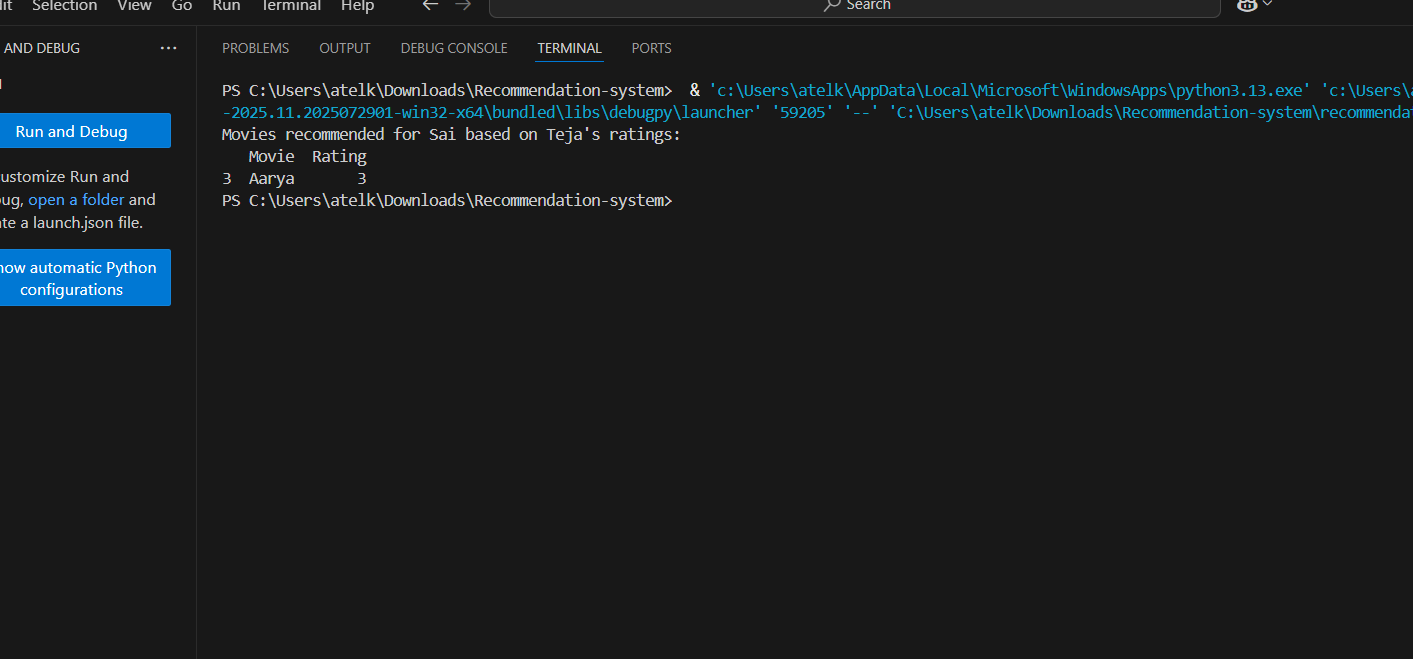 Selection View Go Run Terminal Help Search
AND DEBUG
PROBLEMS OUTPUT DEBUG CONSOLE TERMINAL PORTS
Run and Debug
ustomize Run and
open a folder and
te a launch.json file.
how automatic Python
configurations
PS C:\Users\atelk\Downloads\Recommendation-system> & 'c:\Users\atelk\AppData\Local\Microsoft\WindowsApps\python3.13.exe' 'c:\Users\
-2025.11.2025072901-win32-x64\bundled\libs\debugpy\launcher' '59205' '--' 'C:\Users\atelk\Downloads\Recommendation-system\recommenda
Movies recommended for Sai based on Teja's ratings:
Movie Rating
3 Aarya 3
PS C:\Users\atelk\Downloads\Recommendation-system>